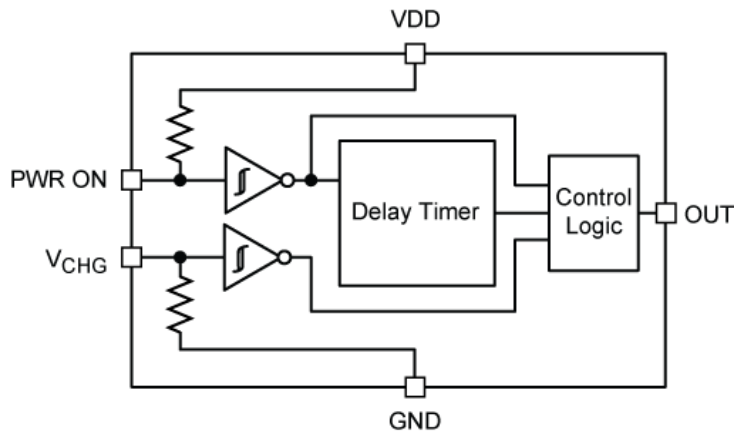 VDD
PWR ON
Delay Timer
Control
Logic
OUT
VCHG
GND